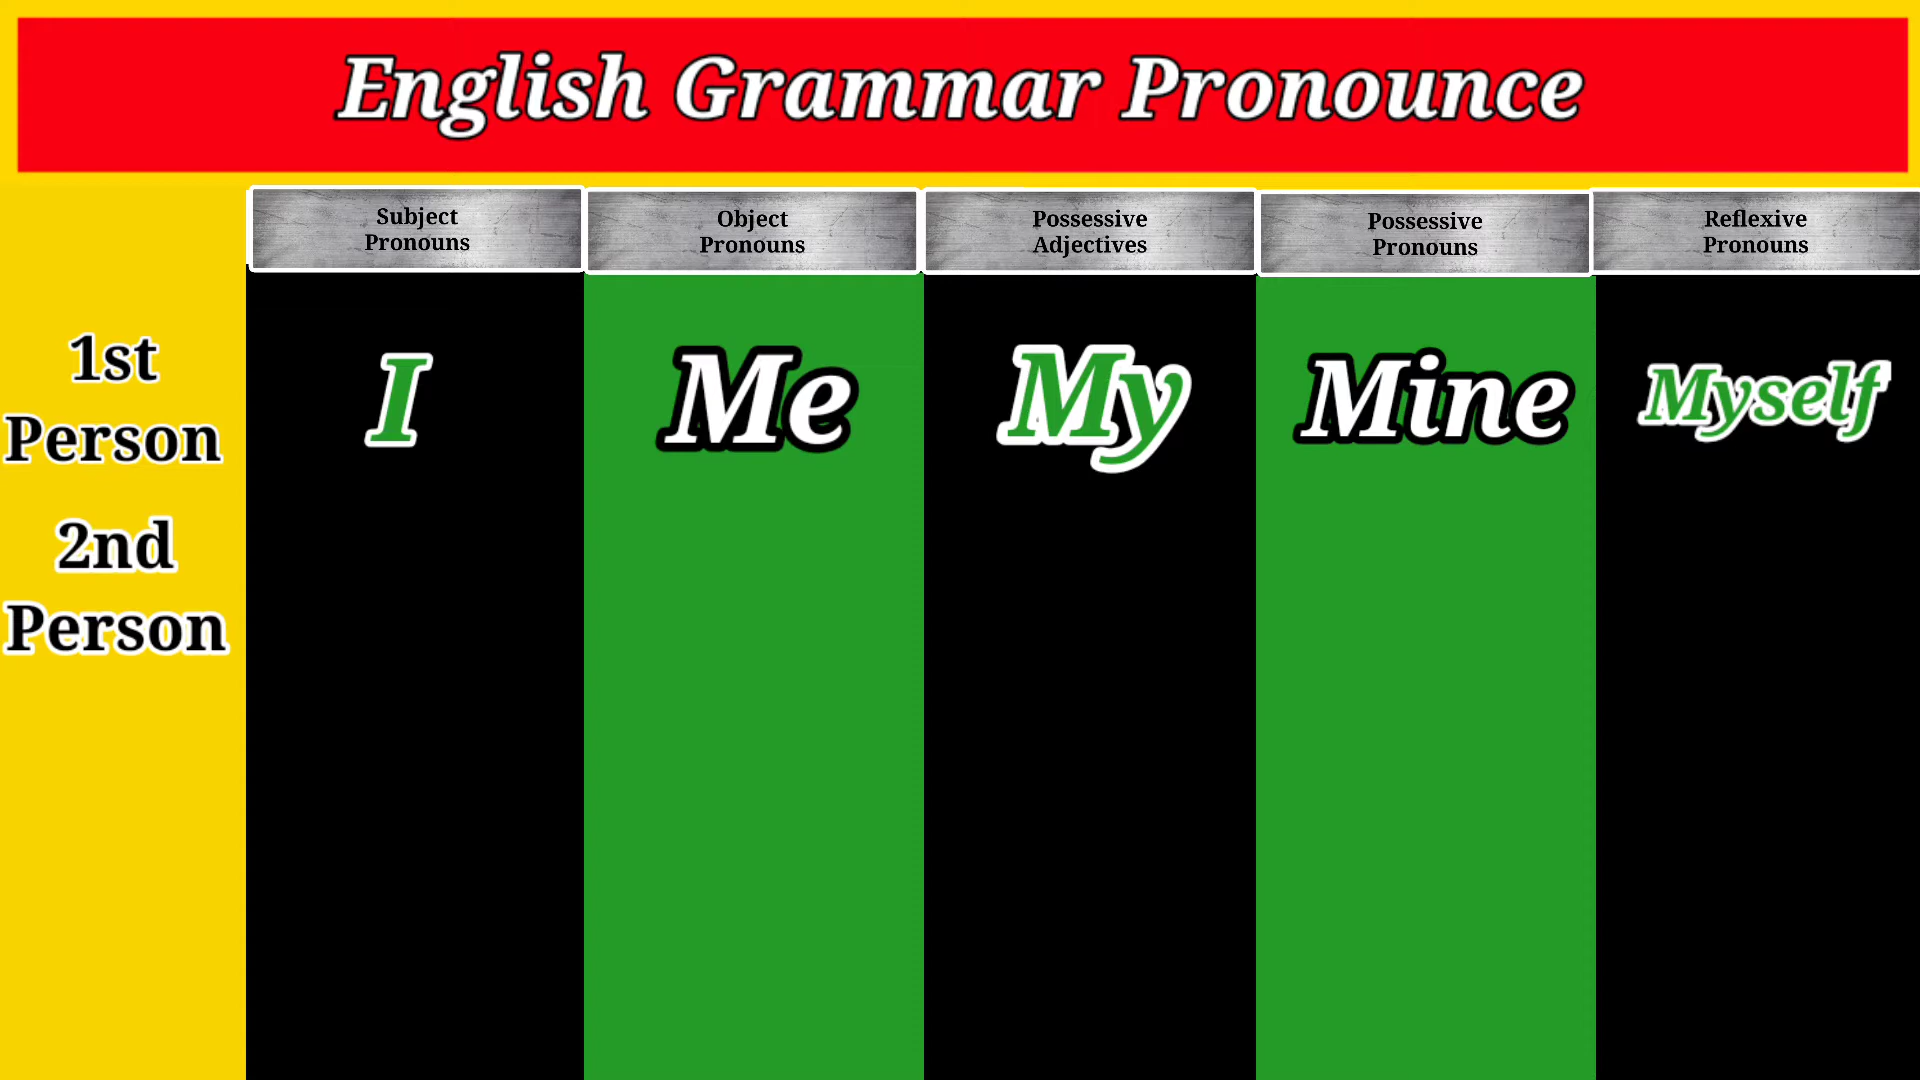 English Grammar Pronounce
Subject
Pronouns
Object
Pronouns
Possessive
Adjectives
Possessive
Pronouns
Reflexive
Pronouns
1st
Person
I
Me
My
Mine
Myself
2nd
Person